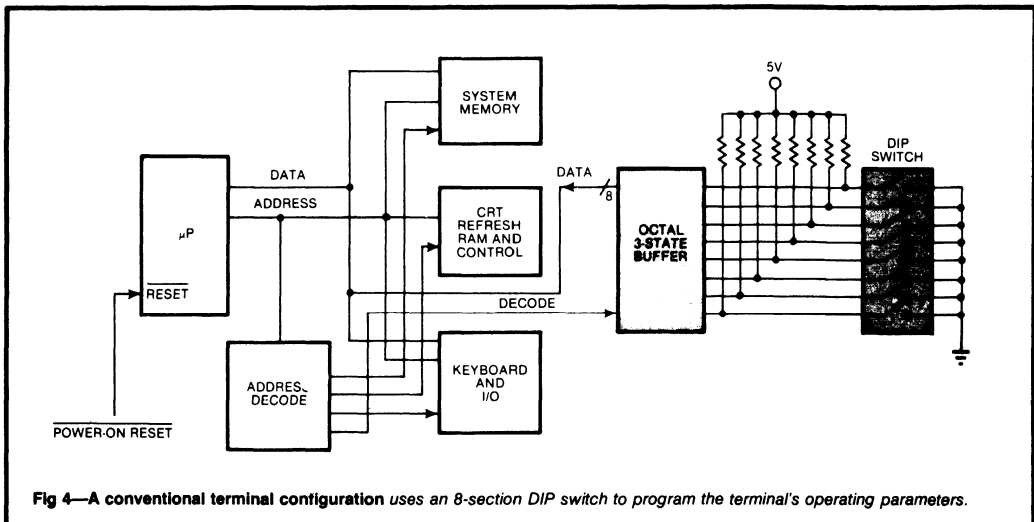 5V
SYSTEM
MEMORY
DIP
SWITCH
DATA
DATA
8
ADDRESS
µP
CRT
REFRESH
RAM AND
CONTROL
OCTAL
3-STATE
BUFFER
RESET
DECODE
KEYBOARD
AND
I/O
ADDRESS
DECODE
POWER-ON RESET
Fig 4—A conventional terminal configuration uses an 8-section DIP switch to program the terminal's operating parameters.